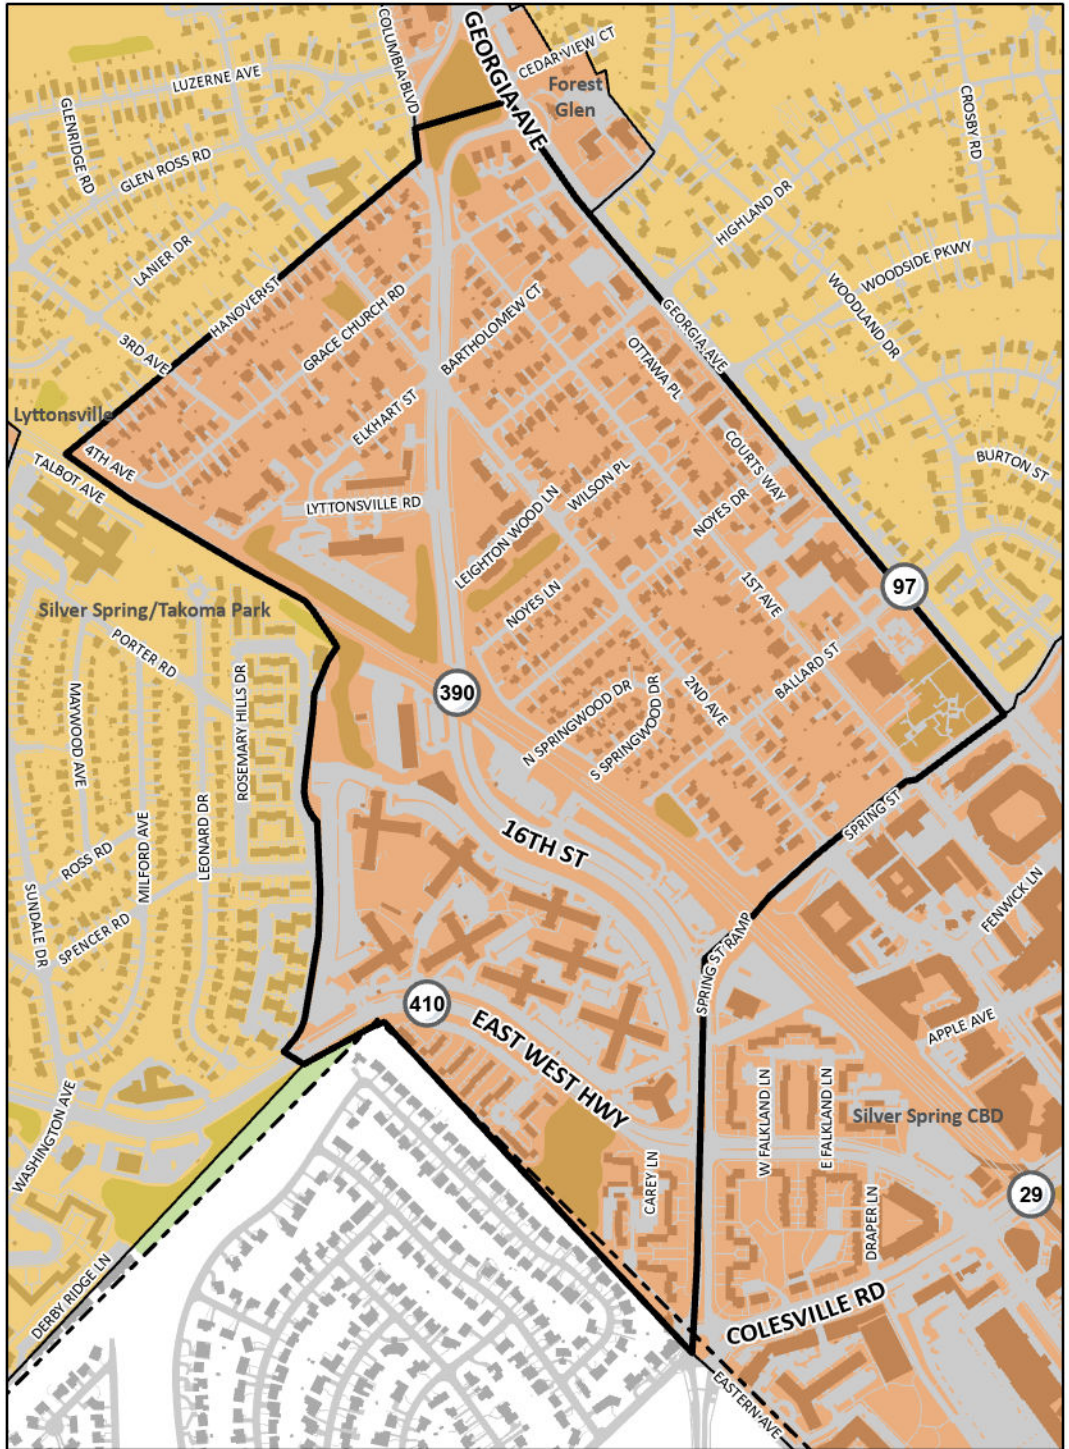 GEORGIA AVE
COLUMBIA BLVD
CEDAR VIEW CT
LUZERNE AVE
Forest
Glen
GLENRIDGE RD
CROSBY RD
GLEN ROSS RD
HIGHLAND DR
LANIER DR
WOODSIDE PKWY
HANOVER ST
WOODLAND DR
GRACE CHURCH RD
BARTHOLOMEW CT
GEORGIA AVE
3RD AVE
OTTAWA PL
ELKHART ST
Lyttonsville
4TH AVE
COURTS WAY
BURTON ST
TALBOT AVE
WILSON PL
LYTTONSVILLE RD
LEIGHTON WOOD LN
NOYES DR
97
1ST AVE
NOYES LN
Silver Spring/Takoma Park
PORTER RD
BALLARD ST
390
2ND AVE
MAYWOOD AVE
ROSEMARY HILLS DR
N SPRINGWOOD DR
S SPRINGWOOD DR
LEONARD DR
MILFORD AVE
SPRING ST
16TH ST
ROSS RD
SUNDALE DR
SPENCER RD
FENWICK LN
SPRING ST RAMP
410
EAST WEST HWY
APPLE AVE
W FALKLAND LN
E FALKLAND LN
Silver Spring CBD
WASHINGTON AVE
CAREY LN
29
DRAPER LN
DERBY RIDGE LN
COLESVILLE RD
EASTERN AVE